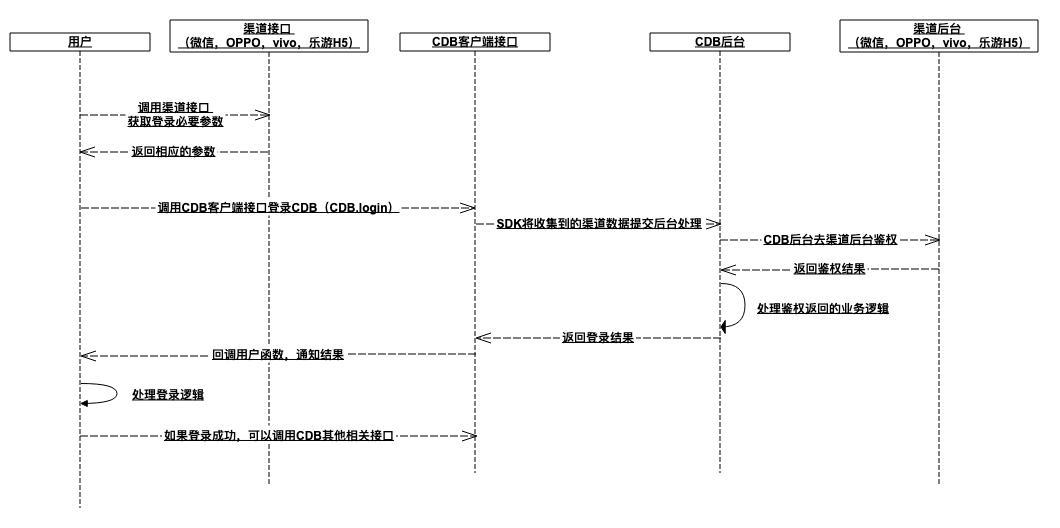 用户
渠道接口
（微信，OPPO，vivo，乐游H5）
CDB客户端接口
CDB后台
渠道后台
（微信，OPPO，vivo，乐游H5）
调用渠道接口
获取登录必要参数
返回相应的参数
调用CDB客户端接口登录CDB（CDB.login）
SDK将收集到的渠道数据提交后台处理
CDB后台去渠道后台鉴权
返回鉴权结果
处理鉴权返回的业务逻辑
返回登录结果
回调用户函数，通知结果
处理登录逻辑
如果登录成功，可以调用CDB其他相关接口